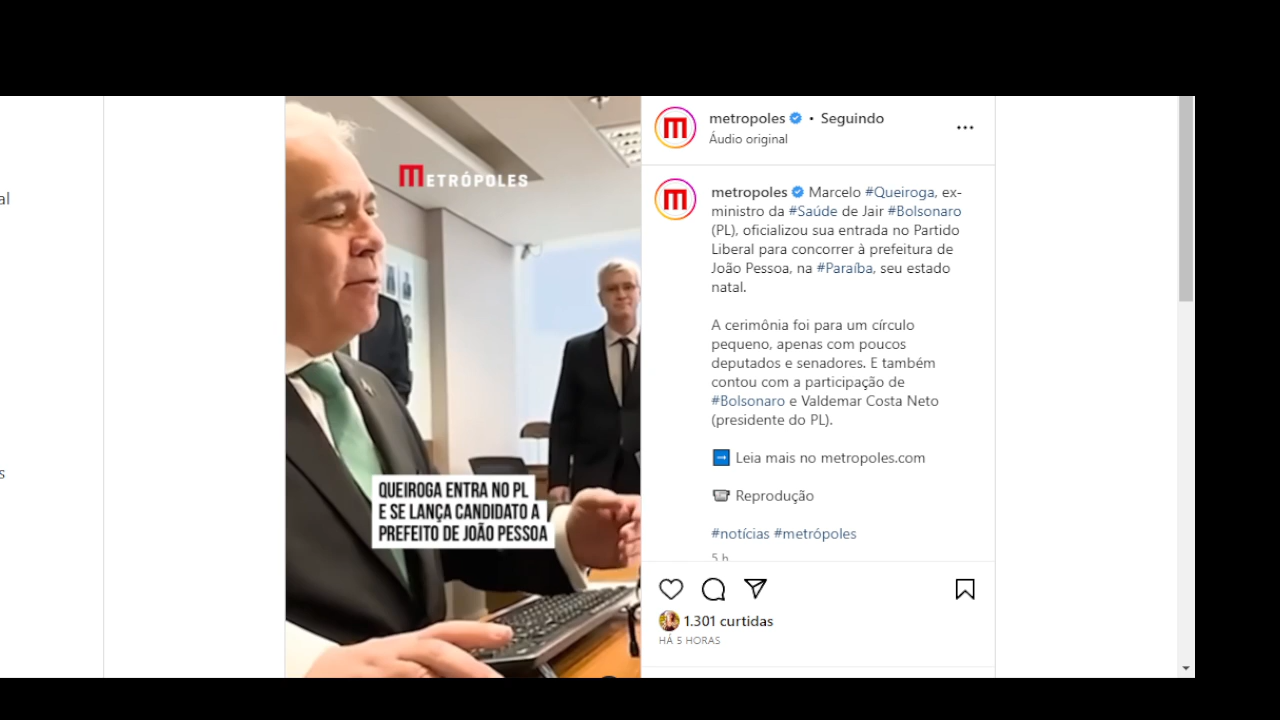 al
s
METRÓPOLES
QUEIROGA ENTRA NO PL
E SE LANÇA CANDIDATO A
PREFEITO DE JOÃO PESSOA
metropoles • Seguindo
Áudio original
metropoles Marcelo #Queiroga, ex-
ministro da #Saúde de Jair #Bolsonaro
(PL), oficializou sua entrada no Partido
Liberal para concorrer à prefeitura de
João Pessoa, na #Paraíba, seu estado
natal.
A cerimônia foi para um círculo
pequeno, apenas com poucos
deputados e senadores. E também
contou com a participação de
#Bolsonaro e Valdemar Costa Neto
(presidente do PL).
Leia mais no metropoles.com
Reprodução
#notícias #metrópoles
5 h
1.301 curtidas
HÁ 5 HORAS